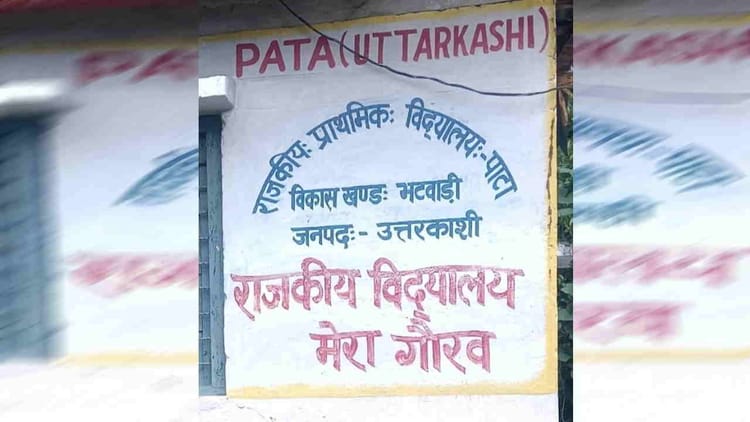 PATA (UTTARKASHI)
राजकीयः प्राथमिकः विद्यालयः-पाटा
विकास खण्डः भटवाड़ी
जनपदः- उत्तरकाशी
राजकीय विद्यालय
मेरा गौरव